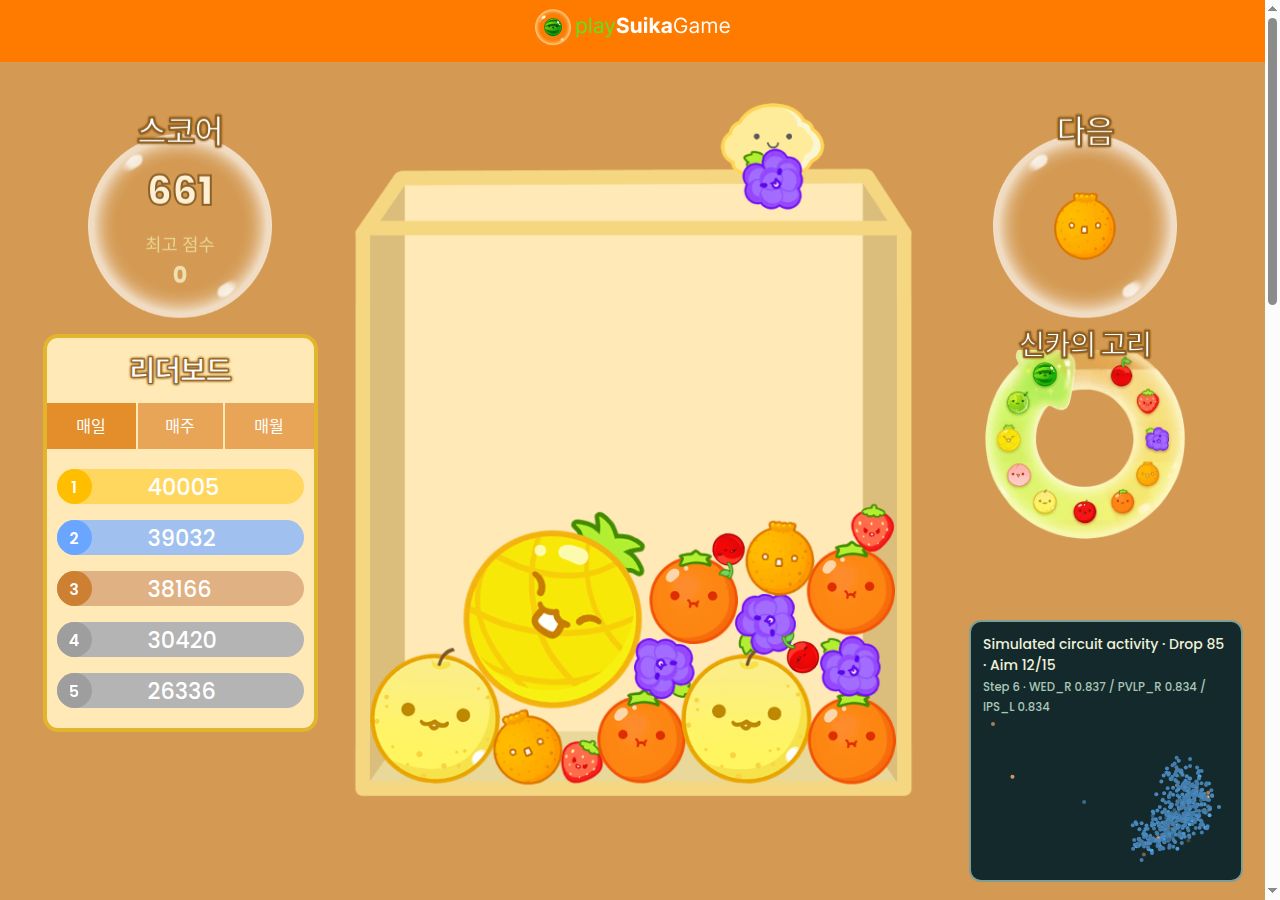 playSuikaGame
스코어
661
최고 점수
0
리더보드
매일 매주 매월
1 40005
2 39032
3 38166
4 30420
5 26336
다음
신카의 고리
Simulated circuit activity · Drop 85
· Aim 12/15
Step 6 · WED_R 0.837 / PVLP_R 0.834 /
IPS_L 0.834